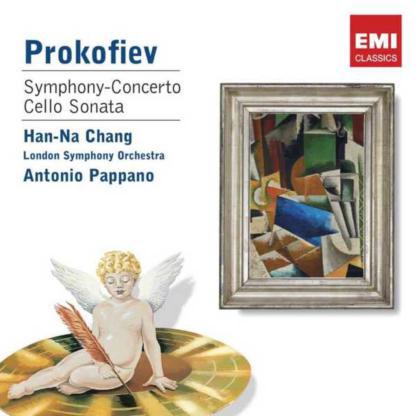 Prokofiev
EMI
CLASSICS
Symphony-Concerto
Cello Sonata
Han-Na Chang
London Symphony Orchestra
Antonio Pappano